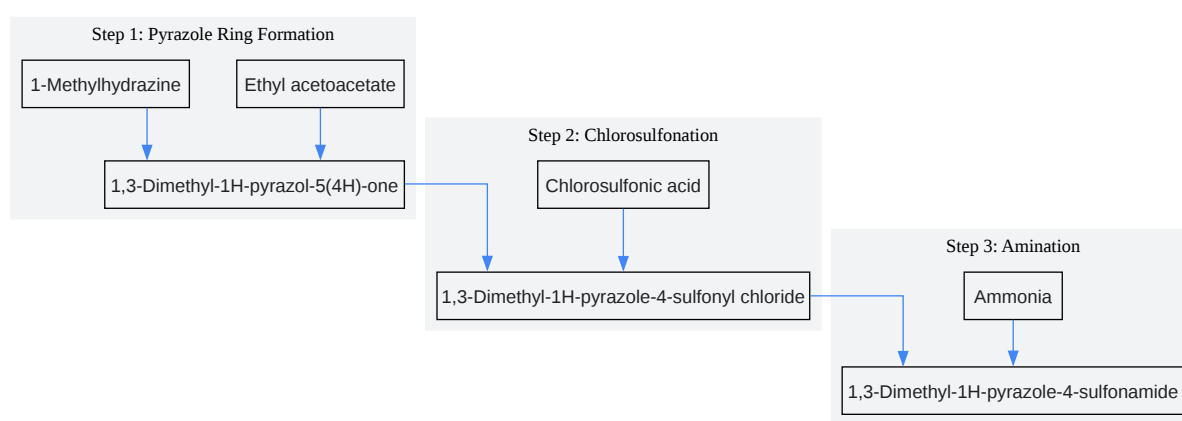 Step 1: Pyrazole Ring Formation
1-Methylhydrazine
Ethyl acetoacetate
1,3-Dimethyl-1H-pyrazol-5(4H)-one
Step 2: Chlorosulfonation
Chlorosulfonic acid
1,3-Dimethyl-1H-pyrazole-4-sulfonyl chloride
Step 3: Amination
Ammonia
1,3-Dimethyl-1H-pyrazole-4-sulfonamide